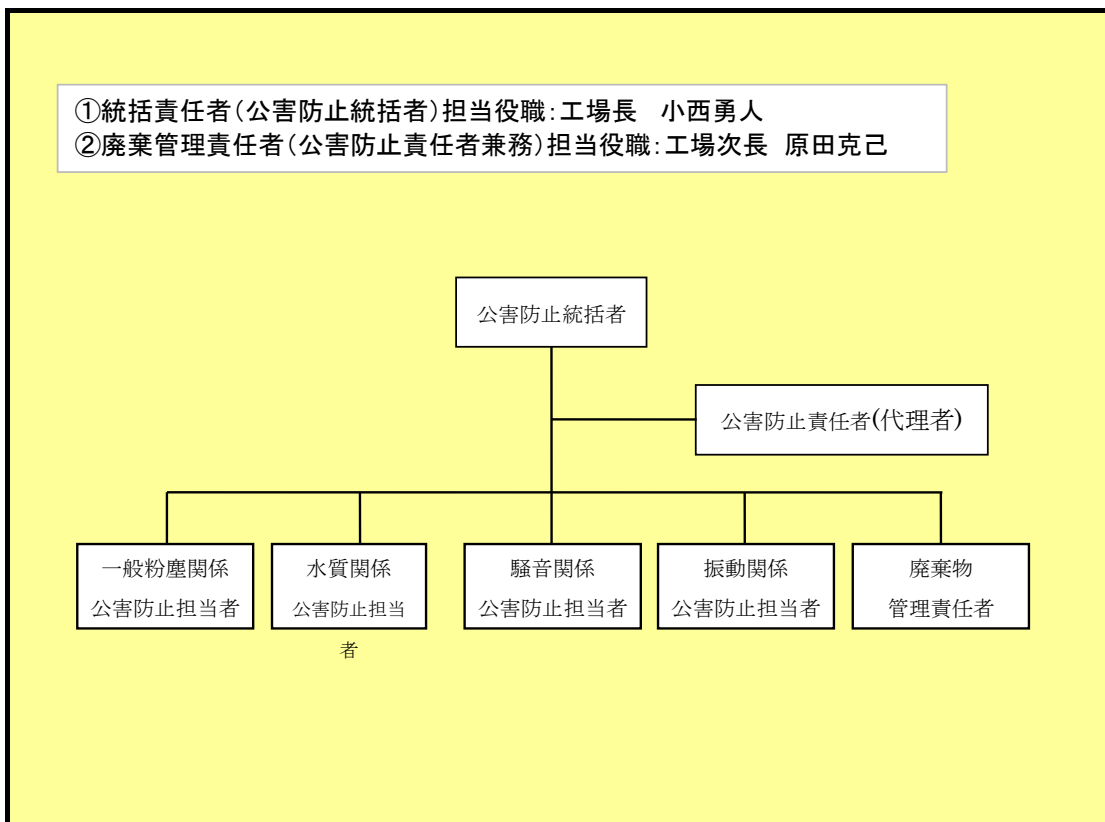 ①統括責任者(公害防止統括者)担当役職：工場長　小西勇人
②廃棄管理責任者(公害防止責任者兼務)担当役職：工場次長 原田克己
公害防止統括者
公害防止責任者(代理者)
一般粉塵関係
公害防止担当者
水質関係
公害防止担当
者
騒音関係
公害防止担当者
振動関係
公害防止担当者
廃棄物
管理責任者